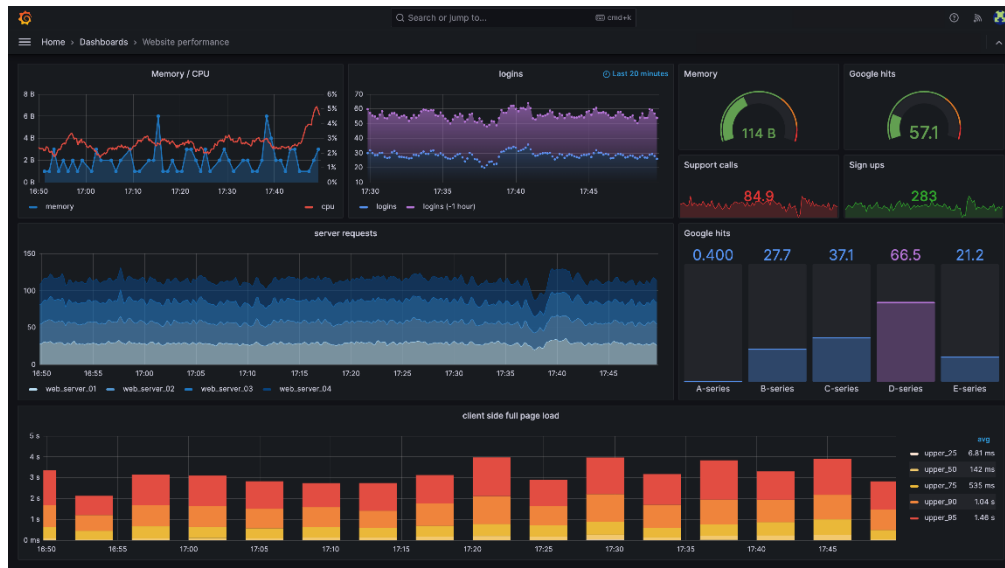 Search or jump to... cmd+k
Home › Dashboards › Website performance
Memory / CPU
8 B
6 B
4 B
2 B
0 B
6%
5%
4%
3%
2%
1%
0%
16:50 17:00 17:10 17:20 17:30 17:40
memory cpu
logins Last 20 minutes
70
60
50
40
30
20
10
17:30 17:35 17:40 17:45
logins logins (-1 hour)
Memory
114 B
Google hits
57.1
Support calls
84.9
Sign ups
283
server requests
150
100
50
0
16:50 16:55 17:00 17:05 17:10 17:15 17:20 17:25 17:30 17:35 17:40 17:45
web_server_01 web_server_02 web_server_03 web_server_04
Google hits
0.400 27.7 37.1 66.5 21.2
A-series B-series C-series D-series E-series
client side full page load
5 s
4 s
3 s
2 s
1 s
0 ms
16:50 16:55 17:00 17:05 17:10 17:15 17:20 17:25 17:30 17:35 17:40 17:45
avg
upper_25 6.81 ms
upper_50 142 ms
upper_75 535 ms
upper_90 1.04 s
upper_95 1.46 s